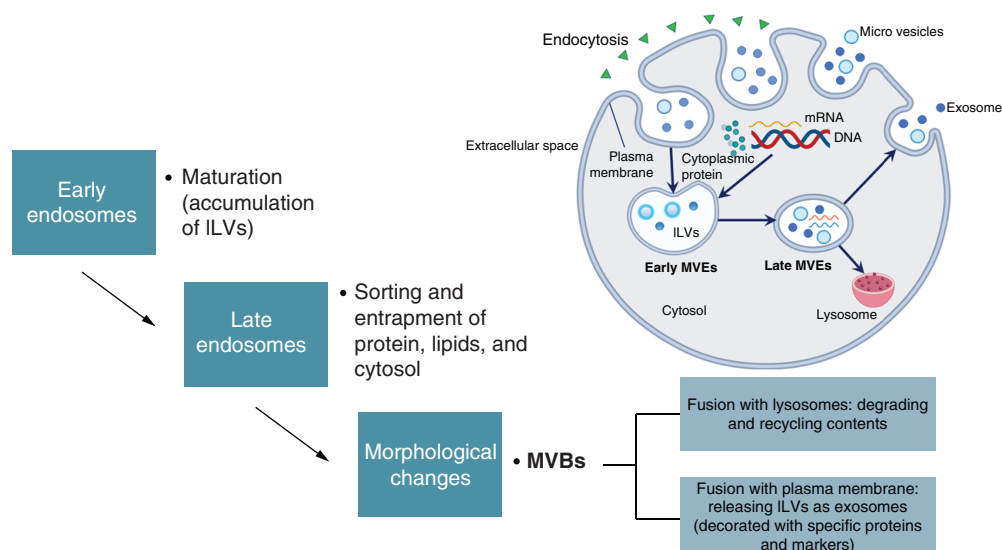 Endocytosis
Micro vesicles
Exosome
mRNA
DNA
Extracellular space
Plasma
membrane
Cytoplasmic
protein
ILVs
Early MVEs
Late MVEs
Cytosol
Lysosome
Early
endosomes
• Maturation
(accumulation
of ILVs)
Late
endosomes
• Sorting and
entrapment of
protein, lipids, and
cytosol
Morphological
changes
• MVBs
Fusion with lysosomes: degrading
and recycling contents
Fusion with plasma membrane:
releasing ILVs as exosomes
(decorated with specific proteins
and markers)